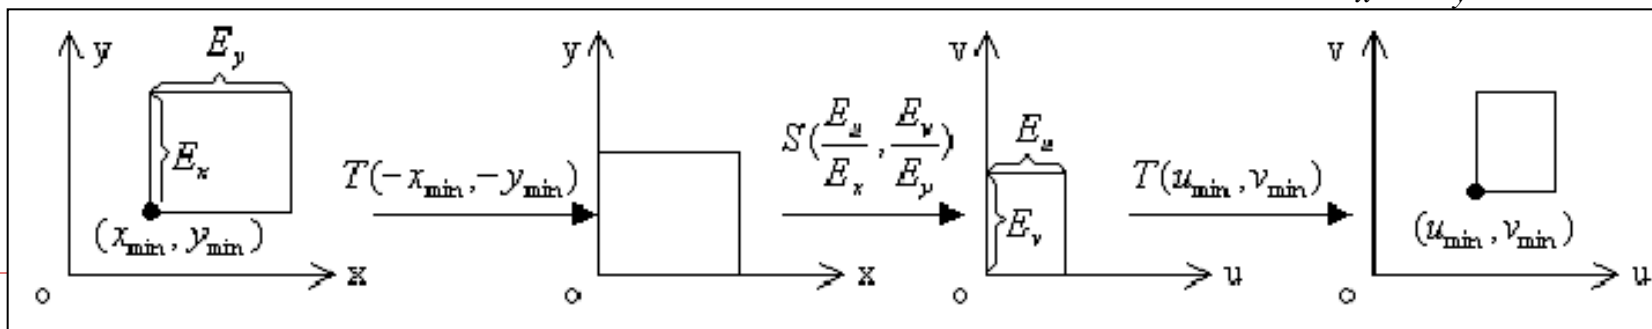 y
E_y
E_x
(x_min, y_min)
o
x
T(-x_min, -y_min)
y
o
x
S(E_u/E_x, E_v/E_y)
v
E_u
E_v
o
u
T(u_min, v_min)
v
(u_min, v_min)
o
u